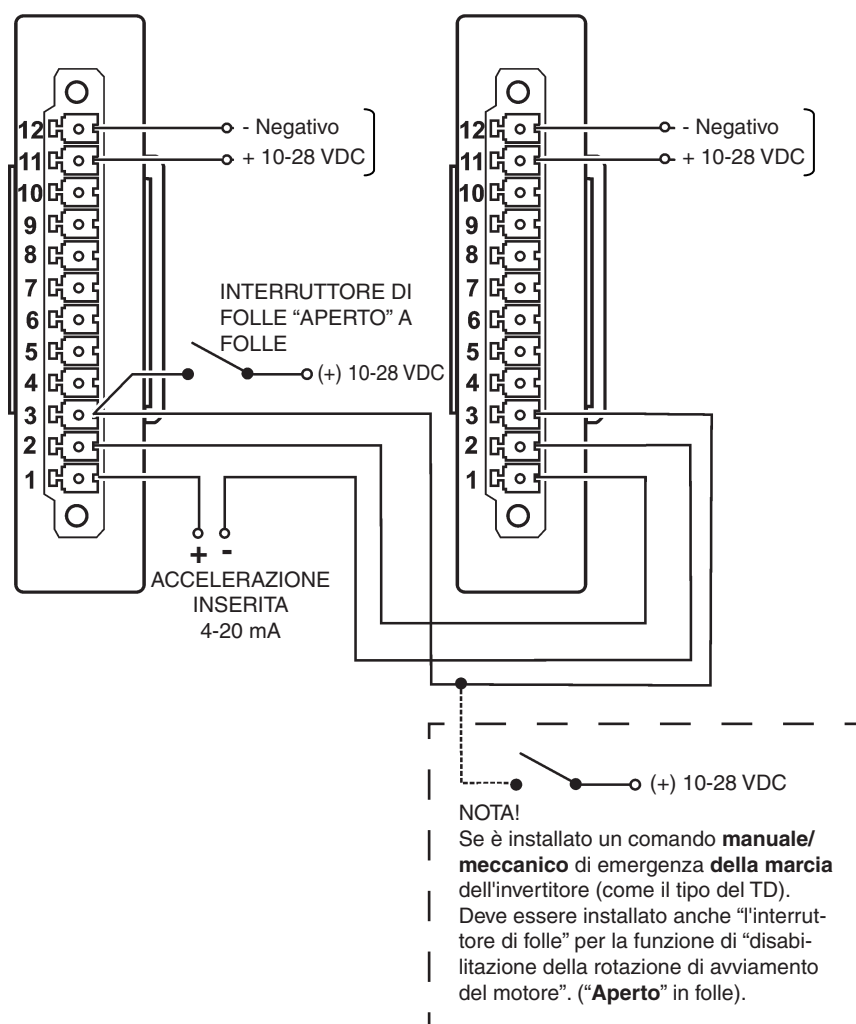 12
11
10
9
8
7
6
5
4
3
2
1
- Negativo
+ 10-28 VDC
INTERRUTTORE DI
FOLLE “APERTO” A
FOLLE
(+) 10-28 VDC
+ -
ACCELERAZIONE
INSERITA
4-20 mA
12
11
10
9
8
7
6
5
4
3
2
1
- Negativo
+ 10-28 VDC
(+) 10-28 VDC
NOTA!
Se è installato un comando manuale/
meccanico di emergenza della marcia
dell'invertitore (come il tipo del TD).
Deve essere installato anche “l'interrut-
tore di folle” per la funzione di “disabi-
litazione della rotazione di avviamento
del motore”. (“Aperto” in folle).